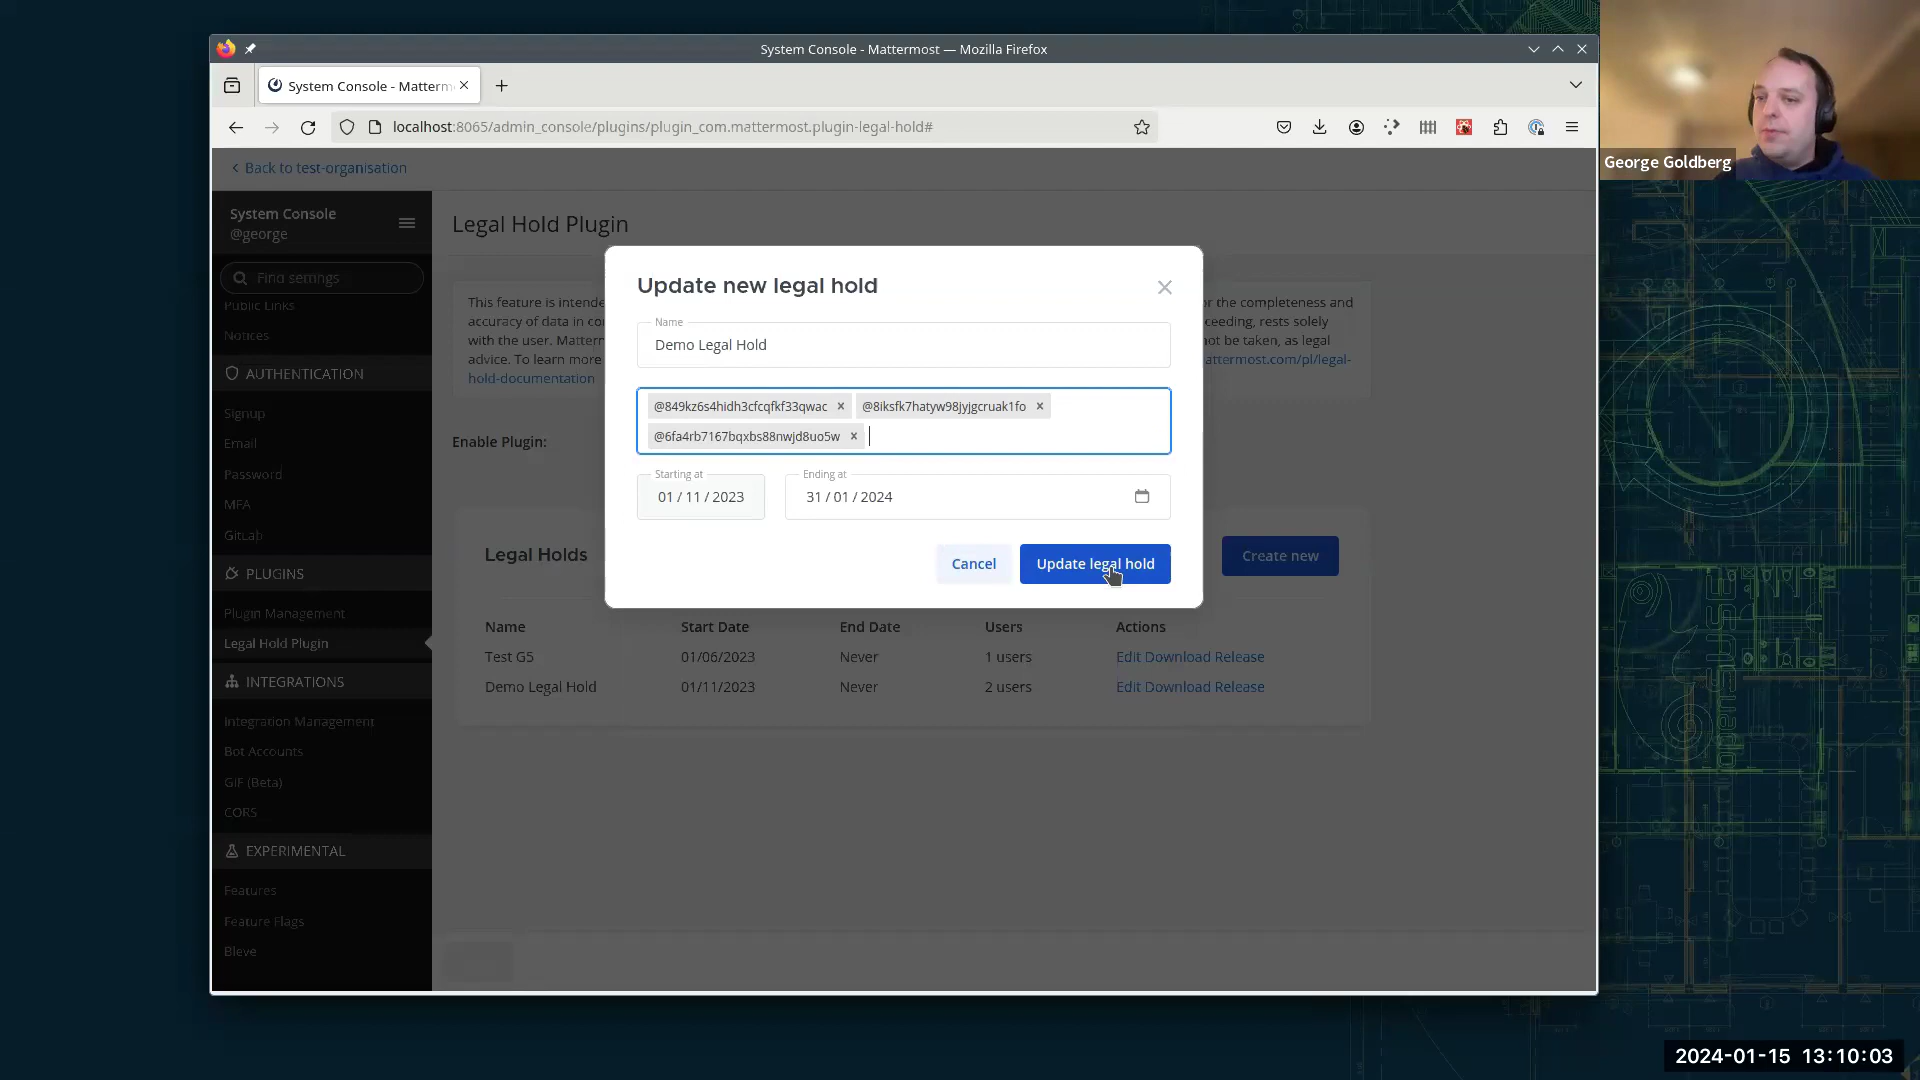 System Console - Mattermost — Mozilla Firefox
System Console - Matterm
localhost:8065/admin_console/plugins/plugin_com.mattermost.plugin-legal-hold#
George Goldberg
Back to test-organisation
System Console
@george
Find settings
Public Links
Notices
AUTHENTICATION
Signup
Email
Password
MFA
GitLab
PLUGINS
Plugin Management
Legal Hold Plugin
INTEGRATIONS
Integration Management
Bot Accounts
GIF (Beta)
CORS
EXPERIMENTAL
Features
Feature Flags
Bleve
Legal Hold Plugin
This feature is intende
or the completeness and
accuracy of data in co
ceeding, rests solely
with the user. Matterm
not be taken, as legal
advice. To learn more
attermost.com/pl/legal-
hold-documentation
Enable Plugin:
Update new legal hold
Name
Demo Legal Hold
@849kz6s4hidh3cfcqfkf33qwac × @8iksfk7hatyw98jyjgcruak1fo ×
@6fa4rb7167bqxbs88nwjd8uo5w ×
Starting at Ending at
01 / 11 / 2023 31 / 01 / 2024
Cancel Update legal hold
Legal Holds Create new
Name Start Date End Date Users Actions
Test G5 01/06/2023 Never 1 users Edit Download Release
Demo Legal Hold 01/11/2023 Never 2 users Edit Download Release
2024-01-15 13:10:03